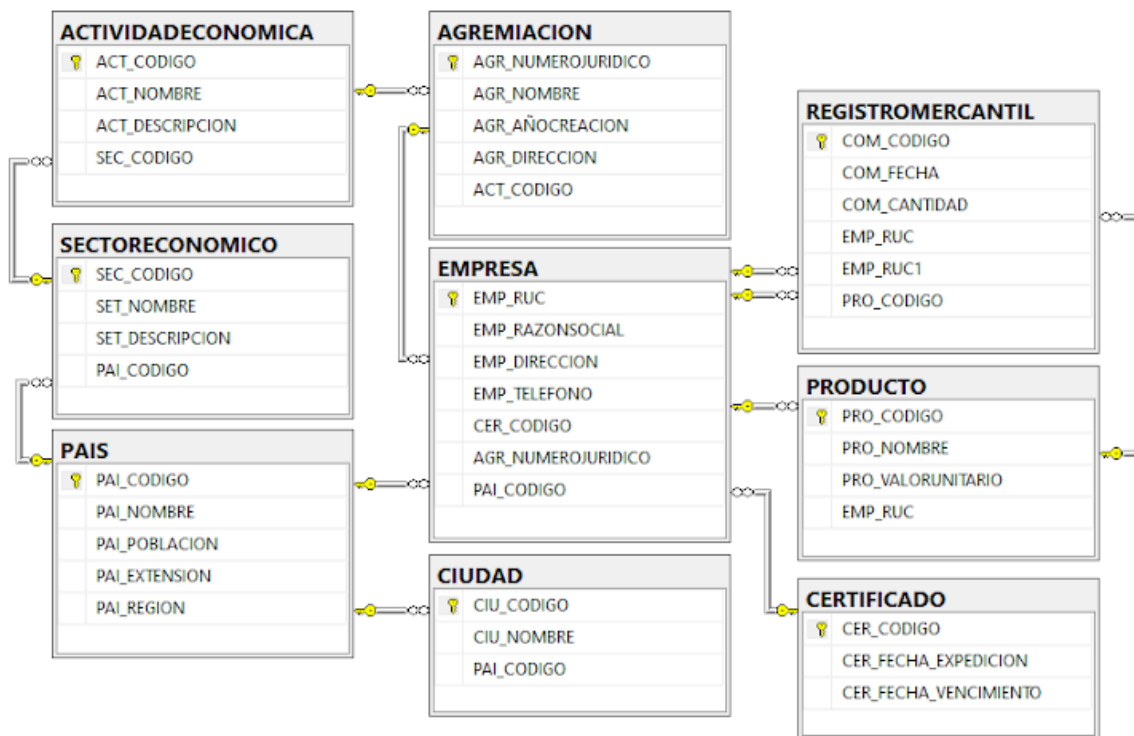 ACTIVIDADECONOMICA
ACT_CODIGO
ACT_NOMBRE
ACT_DESCRIPCION
SEC_CODIGO
SECTORECONOMICO
SEC_CODIGO
SET_NOMBRE
SET_DESCRIPCION
PAI_CODIGO
PAIS
PAI_CODIGO
PAI_NOMBRE
PAI_POBLACION
PAI_EXTENSION
PAI_REGION
AGREMIACION
AGR_NUMEROJURIDICO
AGR_NOMBRE
AGR_AÑOCREACION
AGR_DIRECCION
ACT_CODIGO
EMPRESA
EMP_RUC
EMP_RAZONSOCIAL
EMP_DIRECCION
EMP_TELEFONO
CER_CODIGO
AGR_NUMEROJURIDICO
PAI_CODIGO
CIUDAD
CIU_CODIGO
CIU_NOMBRE
PAI_CODIGO
REGISTROMERCANTIL
COM_CODIGO
COM_FECHA
COM_CANTIDAD
EMP_RUC
EMP_RUC1
PRO_CODIGO
PRODUCTO
PRO_CODIGO
PRO_NOMBRE
PRO_VALORUNITARIO
EMP_RUC
CERTIFICADO
CER_CODIGO
CER_FECHA_EXPEDICION
CER_FECHA_VENCIMIENTO